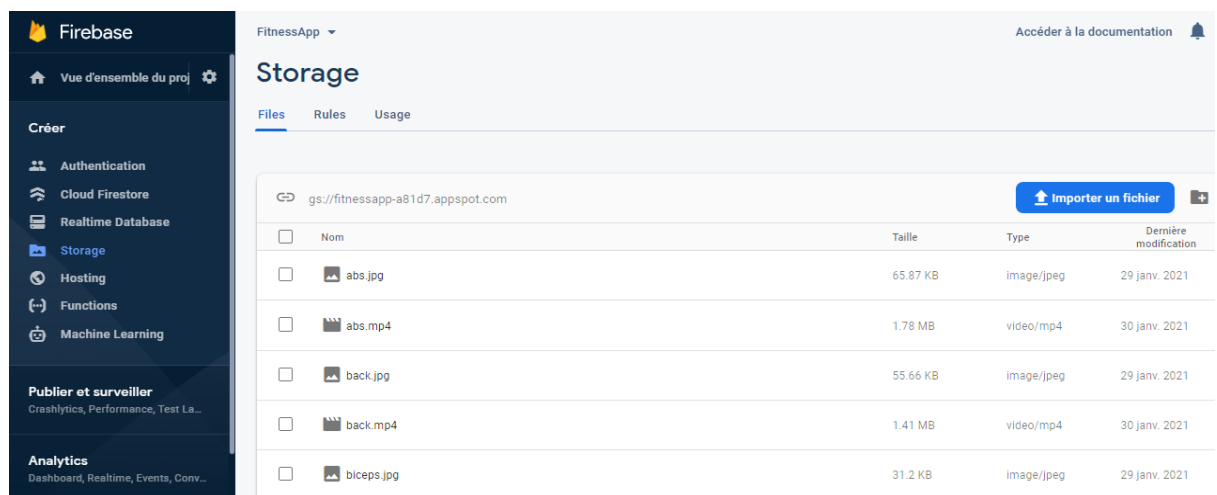 Firebase
Vue d'ensemble du proj
Créer
Authentication
Cloud Firestore
Realtime Database
Storage
Hosting
Functions
Machine Learning
Publier et surveiller
Crashlytics, Performance, Test La...
Analytics
Dashboard, Realtime, Events, Conv...
FitnessApp
Accéder à la documentation
Storage
Files Rules Usage
gs://fitnessapp-a81d7.appspot.com Importer un fichier
Nom Taille Type Dernière modification
abs.jpg 65.87 KB image/jpeg 29 janv. 2021
abs.mp4 1.78 MB video/mp4 30 janv. 2021
back.jpg 55.66 KB image/jpeg 29 janv. 2021
back.mp4 1.41 MB video/mp4 30 janv. 2021
biceps.jpg 31.2 KB image/jpeg 29 janv. 2021